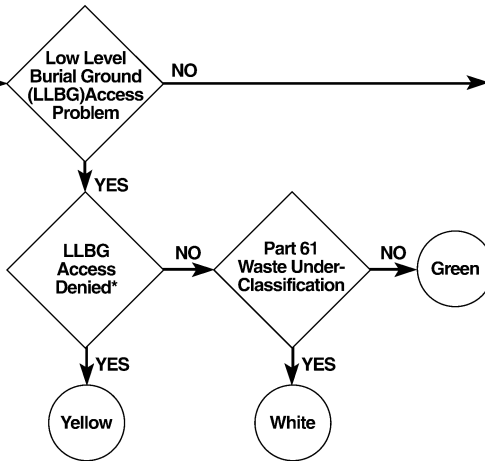 Low Level
Burial Ground
(LLBG)Access
Problem
NO
YES
LLBG
Access
Denied*
NO
Part 61
Waste Under-
Classification
NO
Green
YES
YES
Yellow
White